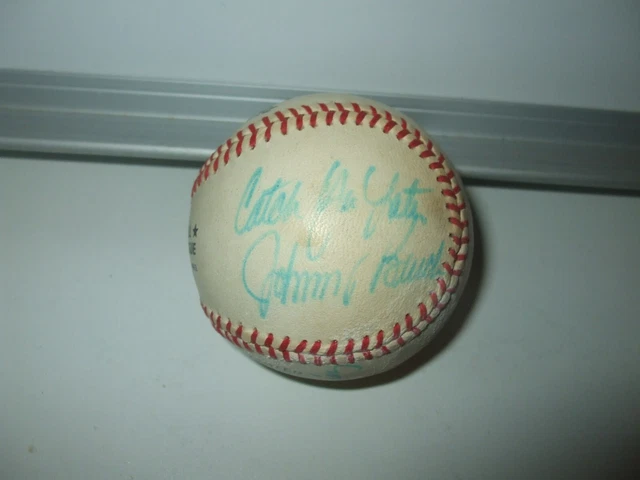 Catch Ya Later
Johnny Bench